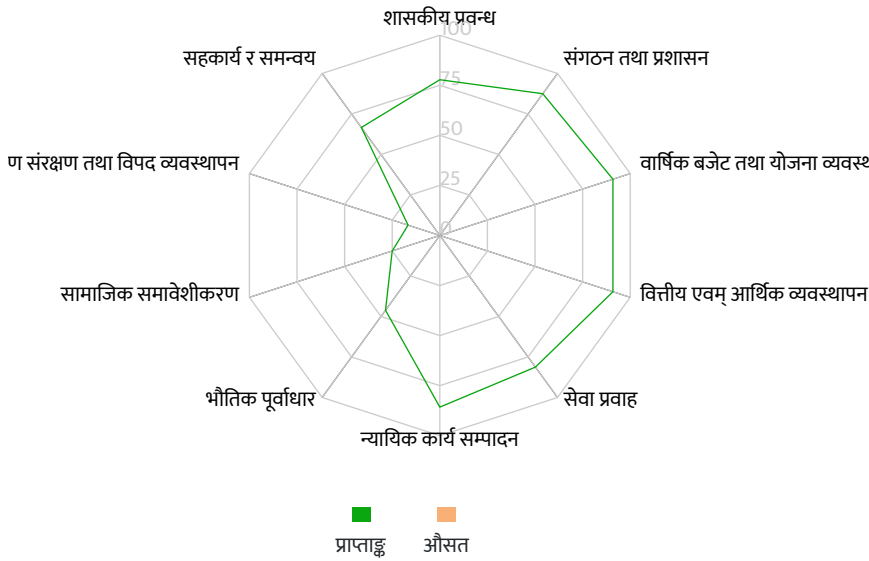 शासकीय प्रवन्ध
100
सहकार्य र समन्वय
संगठन तथा प्रशासन
75
50
ण संरक्षण तथा विपद व्यवस्थापन
वार्षिक बजेट तथा योजना
25
0
सामाजिक समावेशीकरण
वित्तीय एवम् आर्थिक व्यवस्थापन
भौतिक पूर्वाधार
सेवा प्रवाह
न्यायिक कार्य सम्पादन
प्राप्ताङ्क
औसत